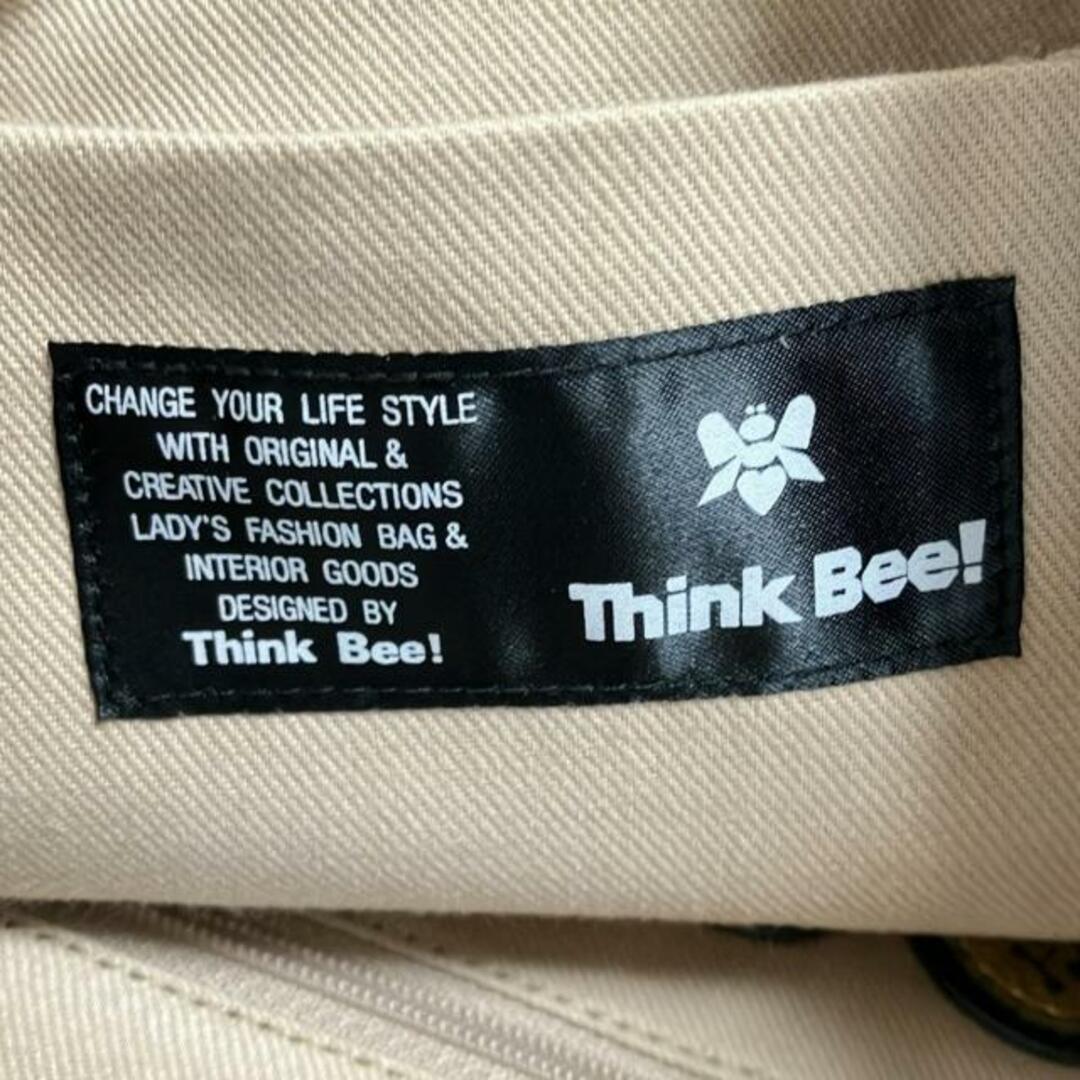 CHANGE YOUR LIFE STYLE
WITH ORIGINAL &
CREATIVE COLLECTIONS
LADY'S FASHION BAG &
INTERIOR GOODS
DESIGNED BY
Think Bee!
Think Bee!